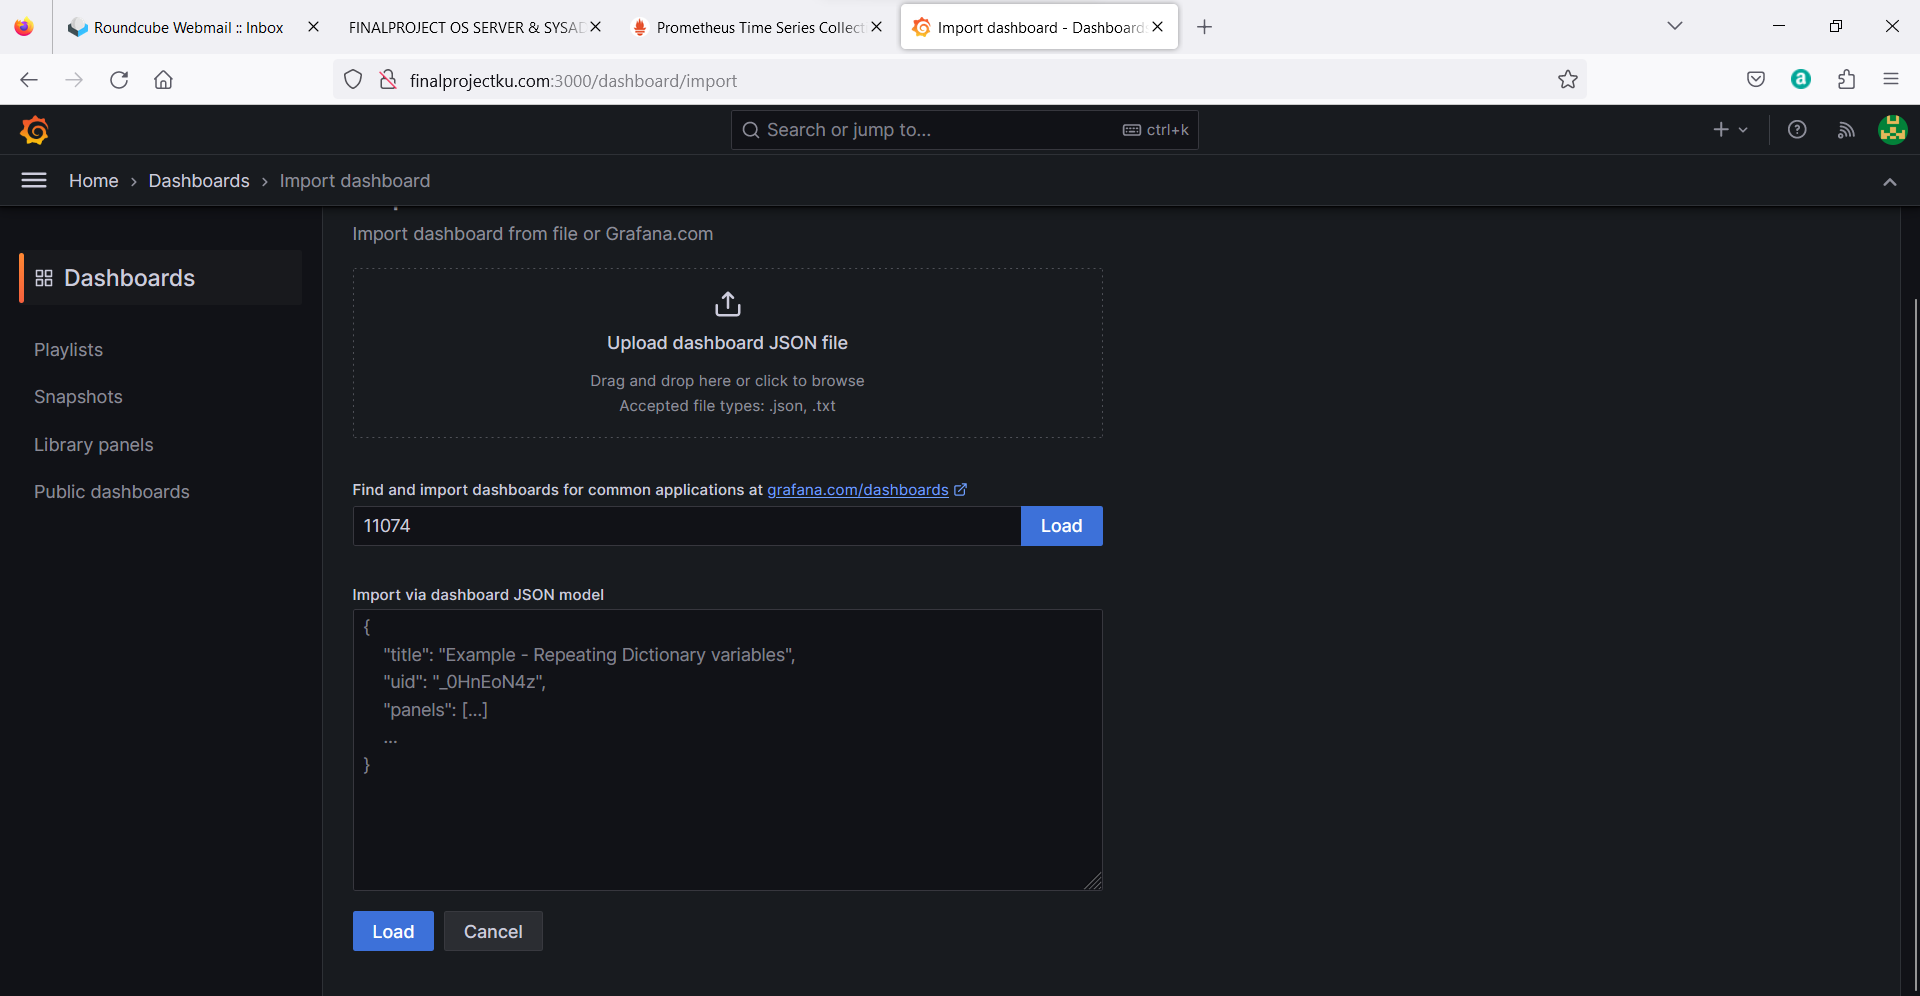 Roundcube Webmail :: Inbox
FINALPROJECT OS SERVER & SYSAD
Prometheus Time Series Collect
Import dashboard - Dashboard
finalprojectku.com:3000/dashboard/import
Search or jump to...
ctrl+k
Home › Dashboards › Import dashboard
Import dashboard from file or Grafana.com
Dashboards
Playlists
Snapshots
Library panels
Public dashboards
Upload dashboard JSON file
Drag and drop here or click to browse
Accepted file types: .json, .txt
Find and import dashboards for common applications at grafana.com/dashboards
11074
Load
Import via dashboard JSON model
{
"title": "Example - Repeating Dictionary variables",
"uid": "_0HnEoN4z",
"panels": [...]
...
}
Load
Cancel